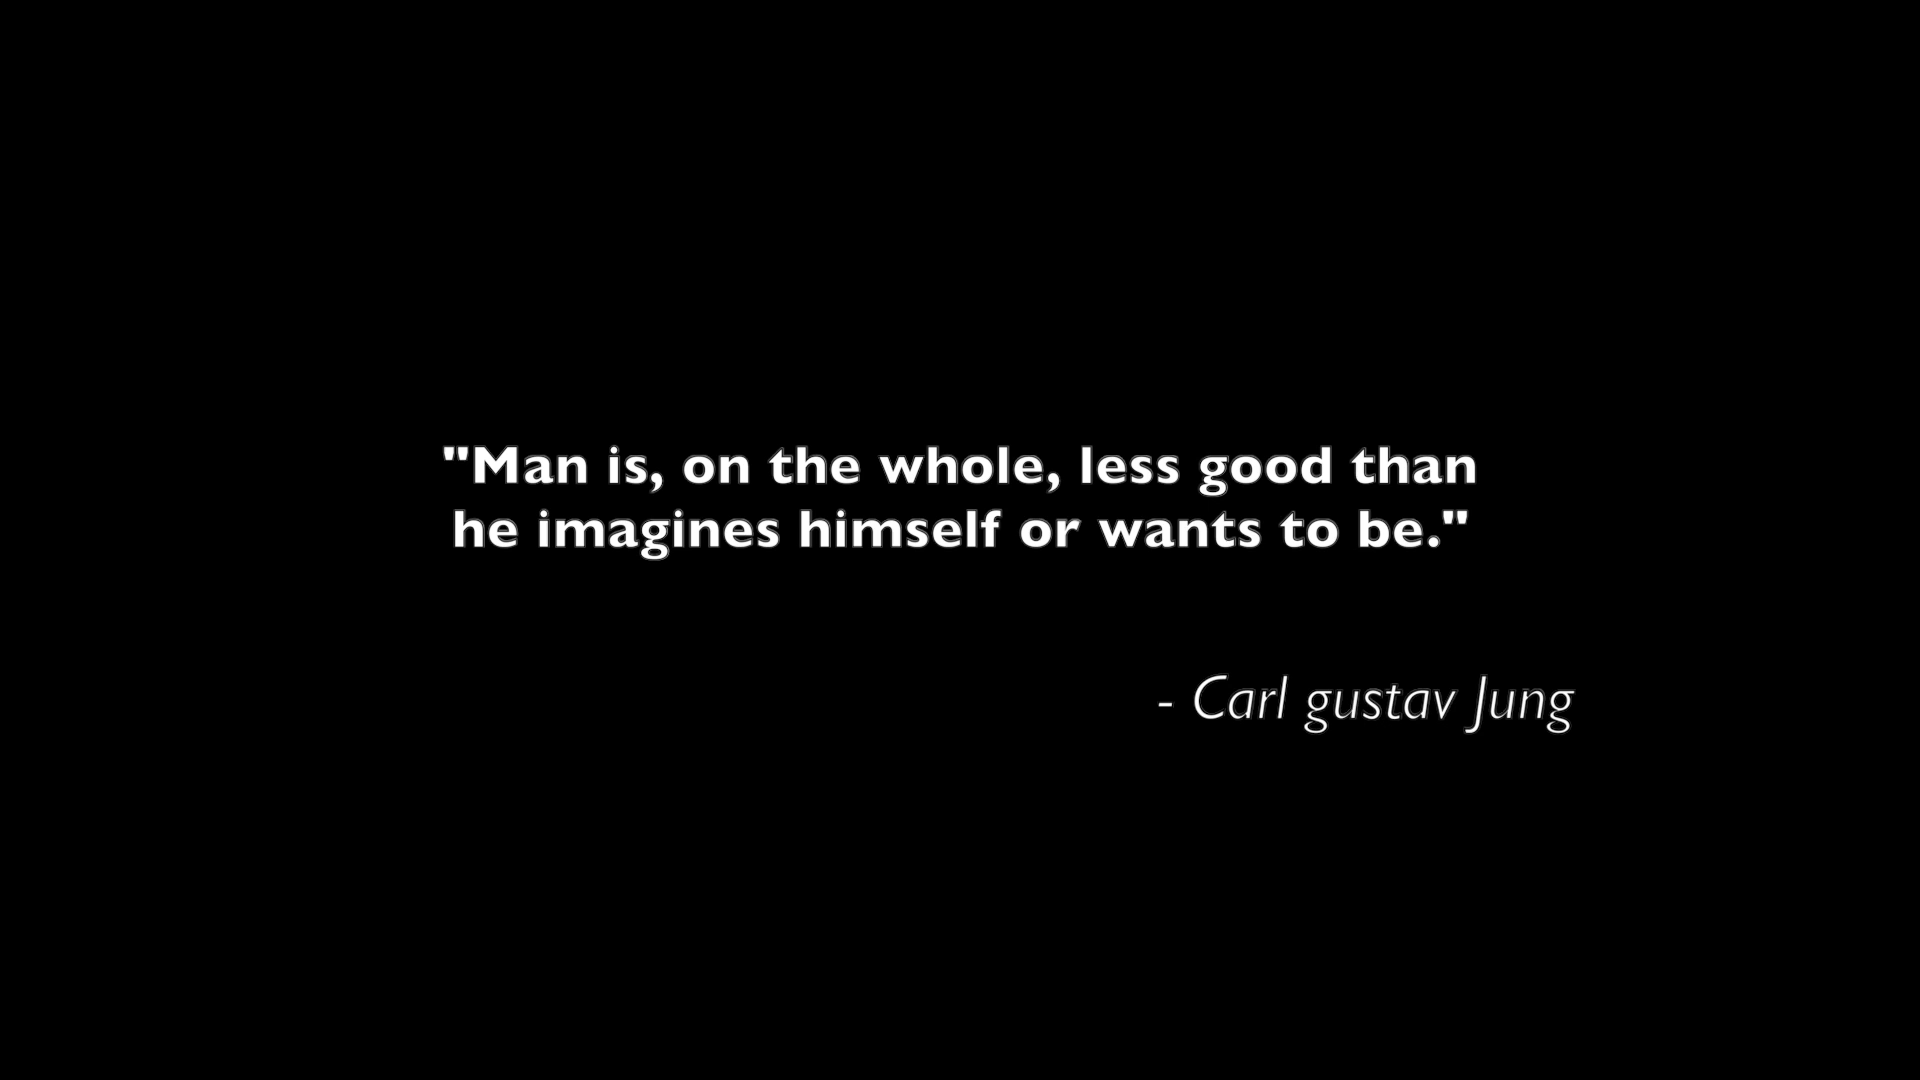 "Man is, on the whole, less good than
he imagines himself or wants to be."
- Carl gustav Jung